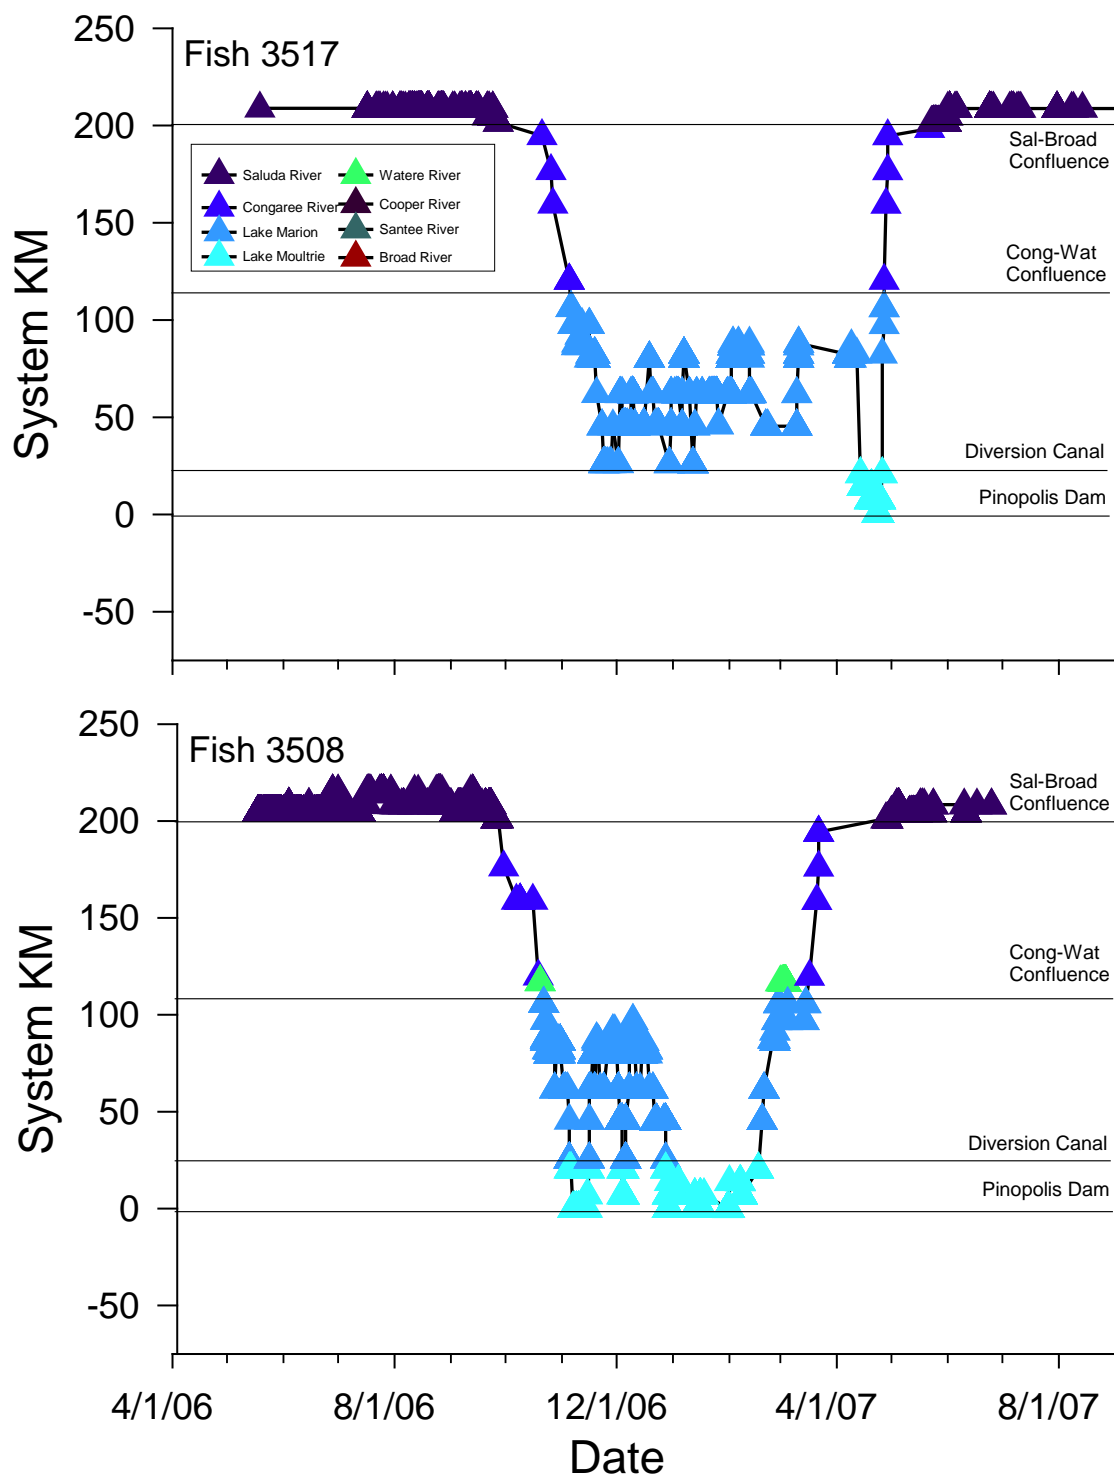 250
Fish 3517
200
Sal-Broad
Confluence
Saluda River
Watere River
Congaree River
Cooper River
Lake Marion
Santee River
Lake Moultrie
Broad River
150
Cong-Wat
Confluence
100
System KM
50
Diversion Canal
Pinopolis Dam
0
-50
250
Fish 3508
Sal-Broad
Confluence
200
150
Cong-Wat
Confluence
100
System KM
50
Diversion Canal
Pinopolis Dam
0
-50
4/1/06
8/1/06
12/1/06
4/1/07
8/1/07
Date